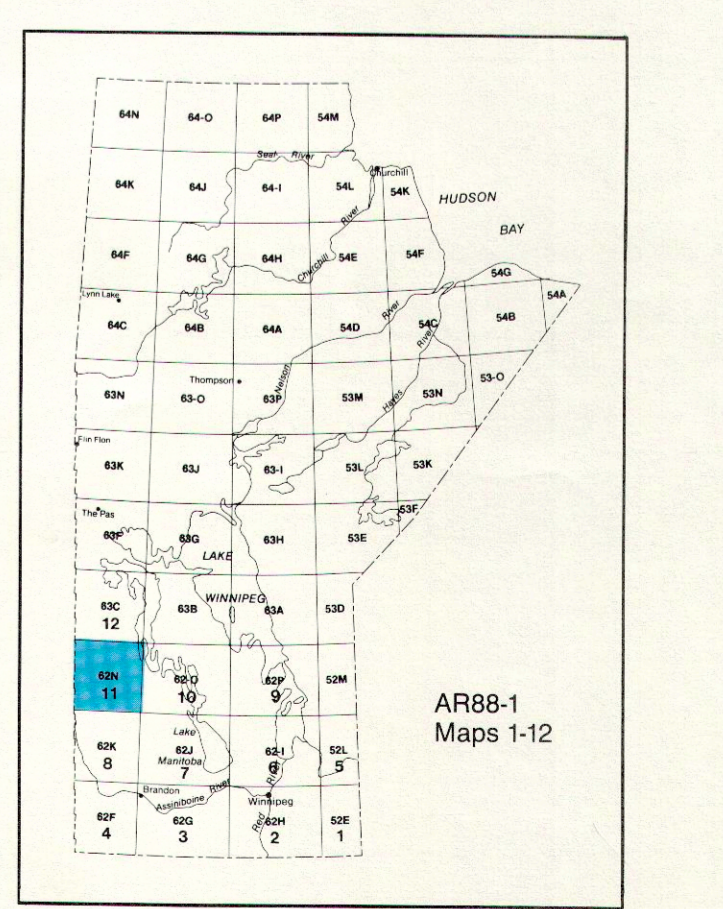 64N 64-O 64P 54M
Seal River
Churchill
64K 64J 64-I 54L 54K
HUDSON
River
BAY
64F 64G 64H Churchill 54E 54F
54G
54A
Lynn Lake
River
64C 64B 64A 54D 54C 54B
River
Thompson
Nelson
53-O
63N 63-O 63P 53M Hayes 53N
Flin Flon
63K 63J 63-I 53L 53K
The Pas
53F
63F 63G 63H 53E
LAKE
WINNIPEG
63C 63B 63A 53D
12
62N 62-O 62P 52M
11 10 9
AR88-1
Maps 1-12
Lake
62K 62J 62-I 52L
8 Manitoba 7 6 5
River
Brandon
River
Assiniboine
Winnipeg
62F 62G Red 62H 52E
4 3 2 1